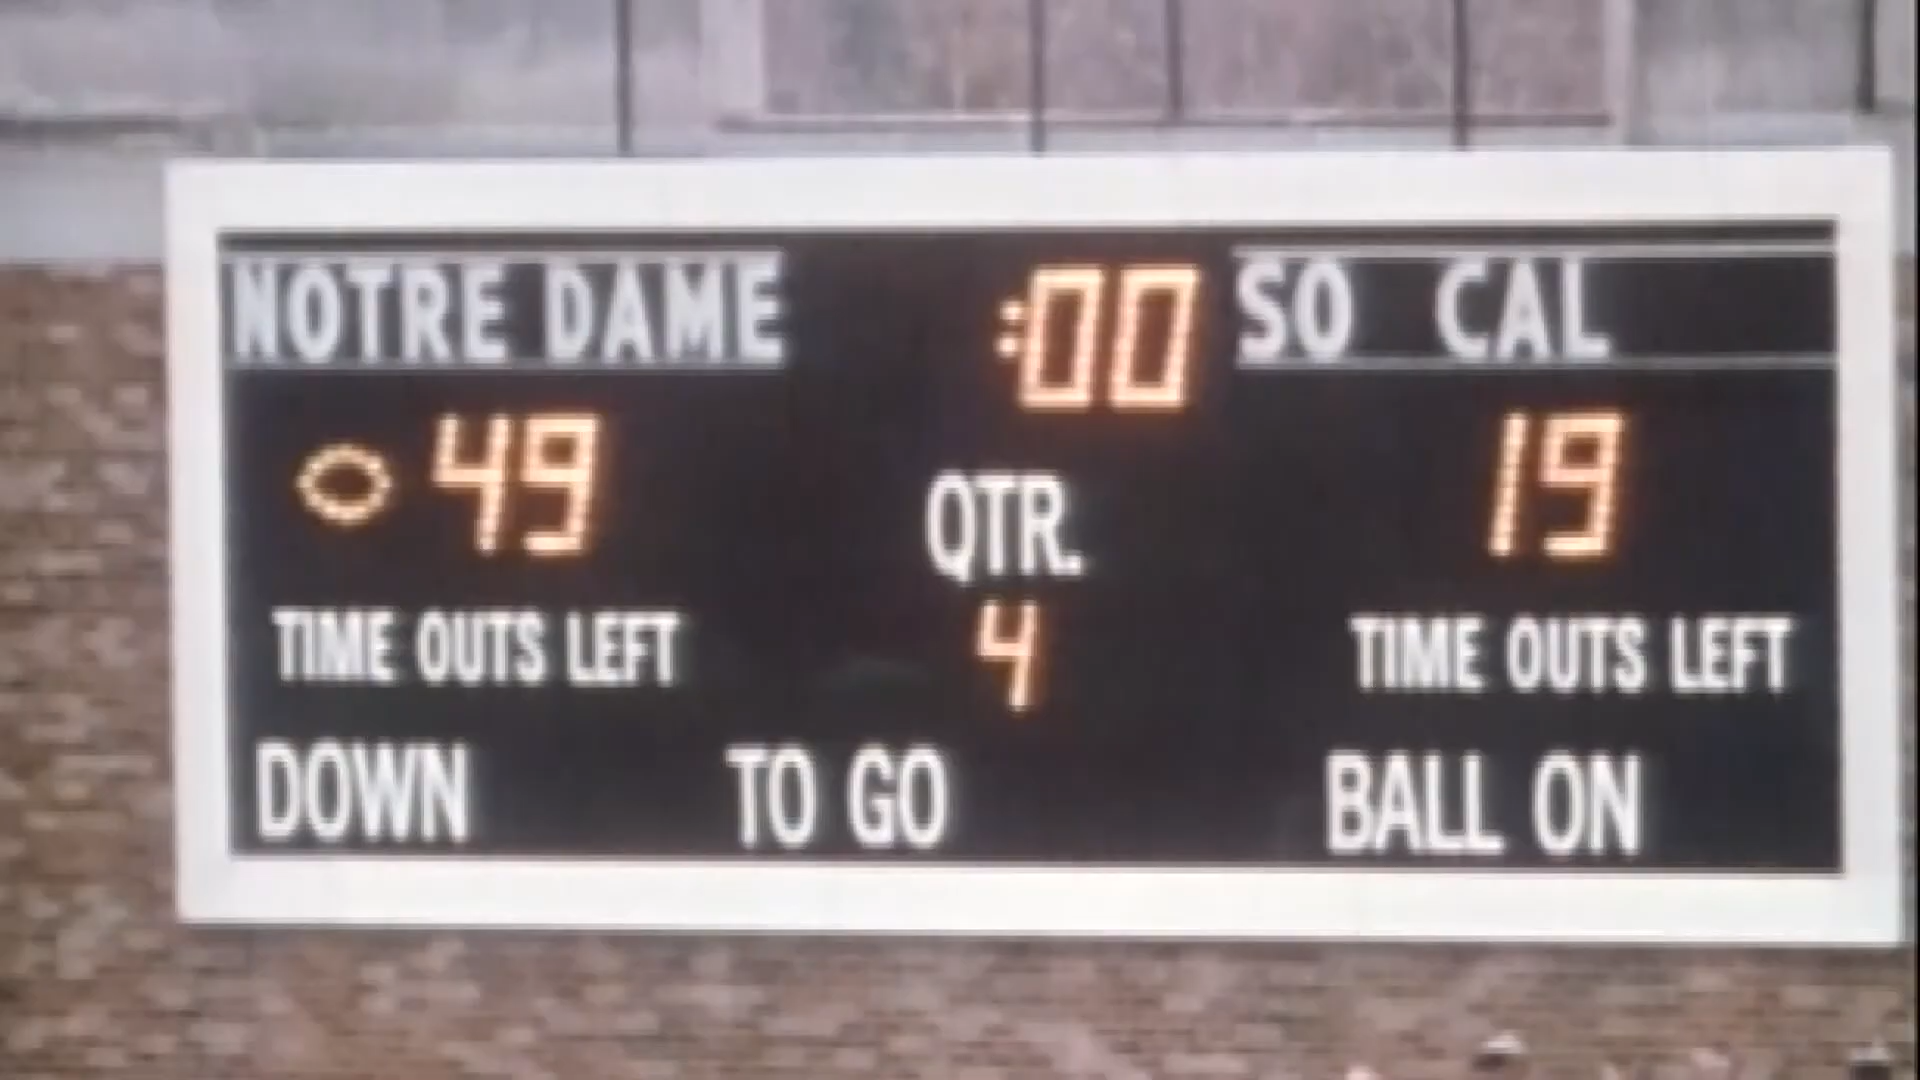 NOTRE DAME :00 SO CAL
49 19
QTR.
TIME OUTS LEFT 4 TIME OUTS LEFT
DOWN TO GO BALL ON